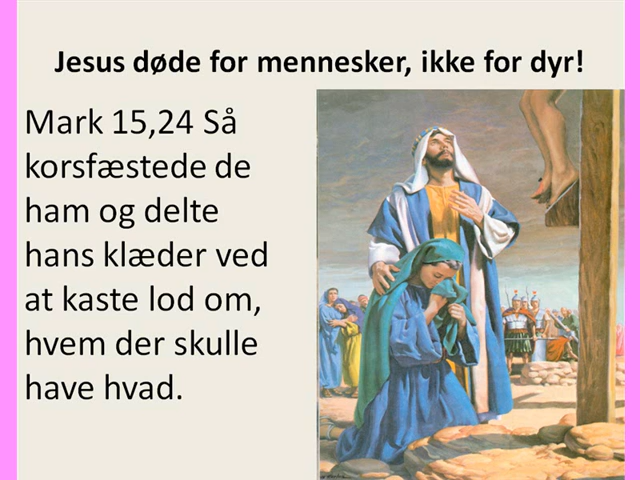 Jesus døde for mennesker, ikke for dyr!
Mark 15,24 Så
korsfæstede de
ham og delte
hans klæder ved
at kaste lod om,
hvem der skulle
have hvad.